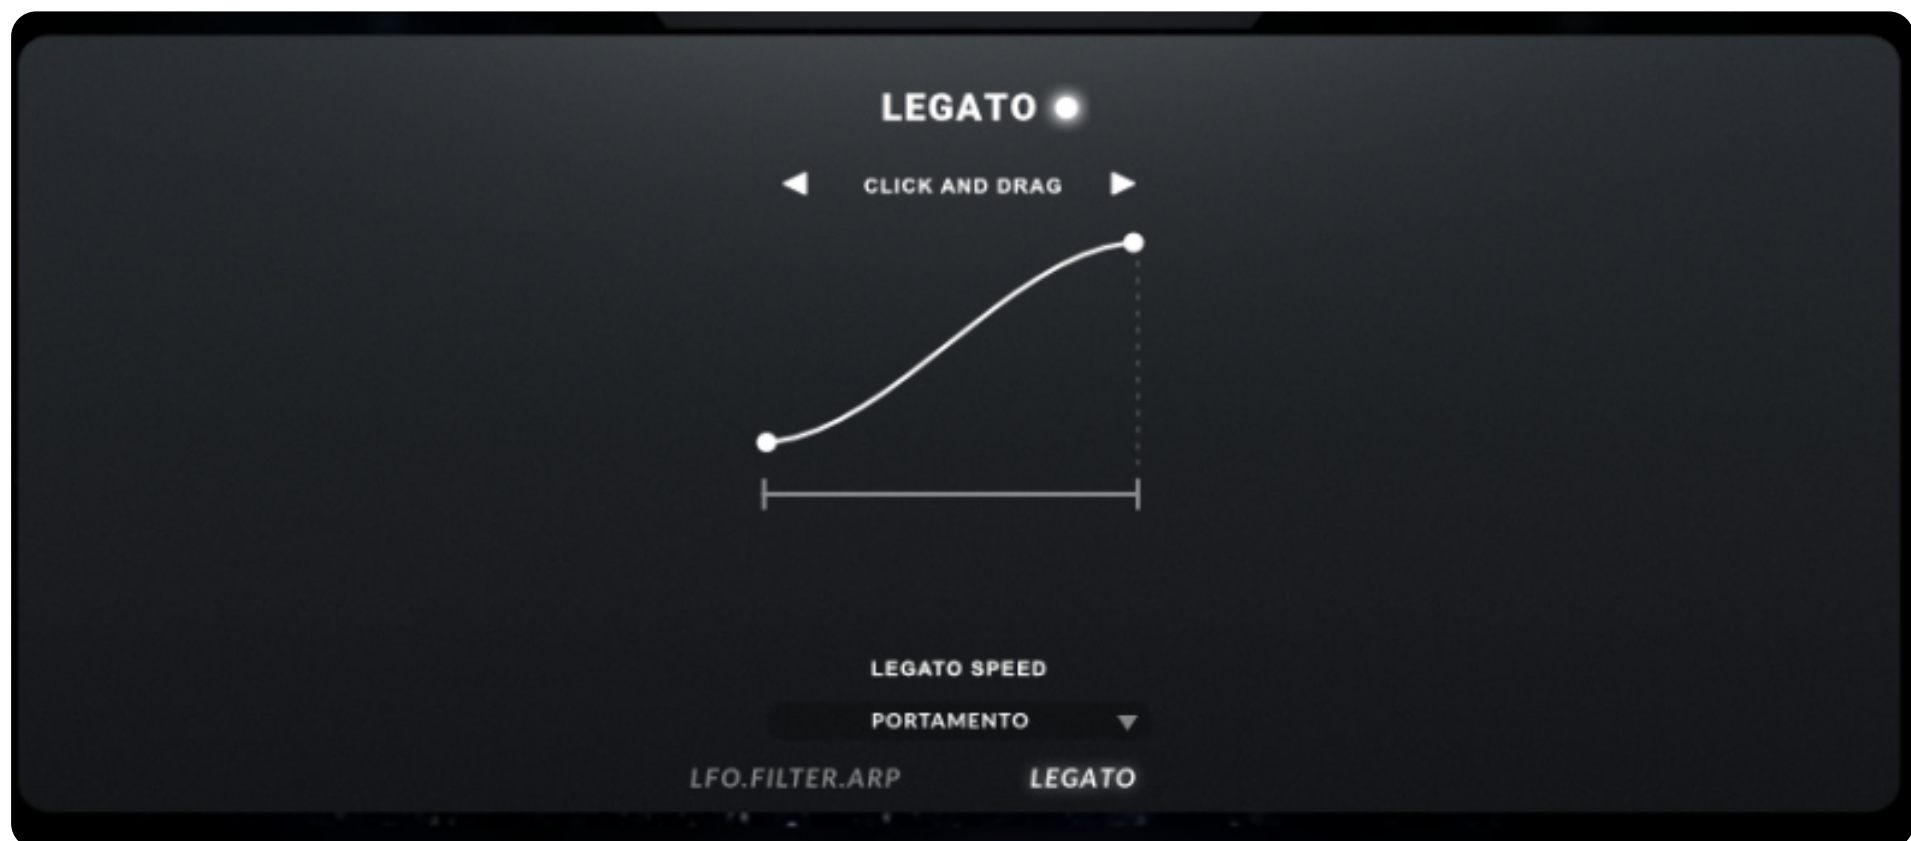 LEGATO
CLICK AND DRAG
LEGATO SPEED
PORTAMENTO
LFO.FILTER.ARP LEGATO